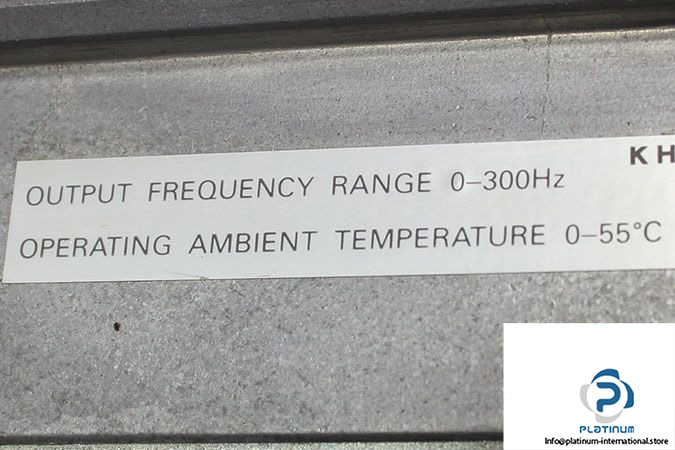 KH
OUTPUT FREQUENCY RANGE 0–300Hz
OPERATING AMBIENT TEMPERATURE 0–55°C
PLATINUM
Info@platinum-international.store